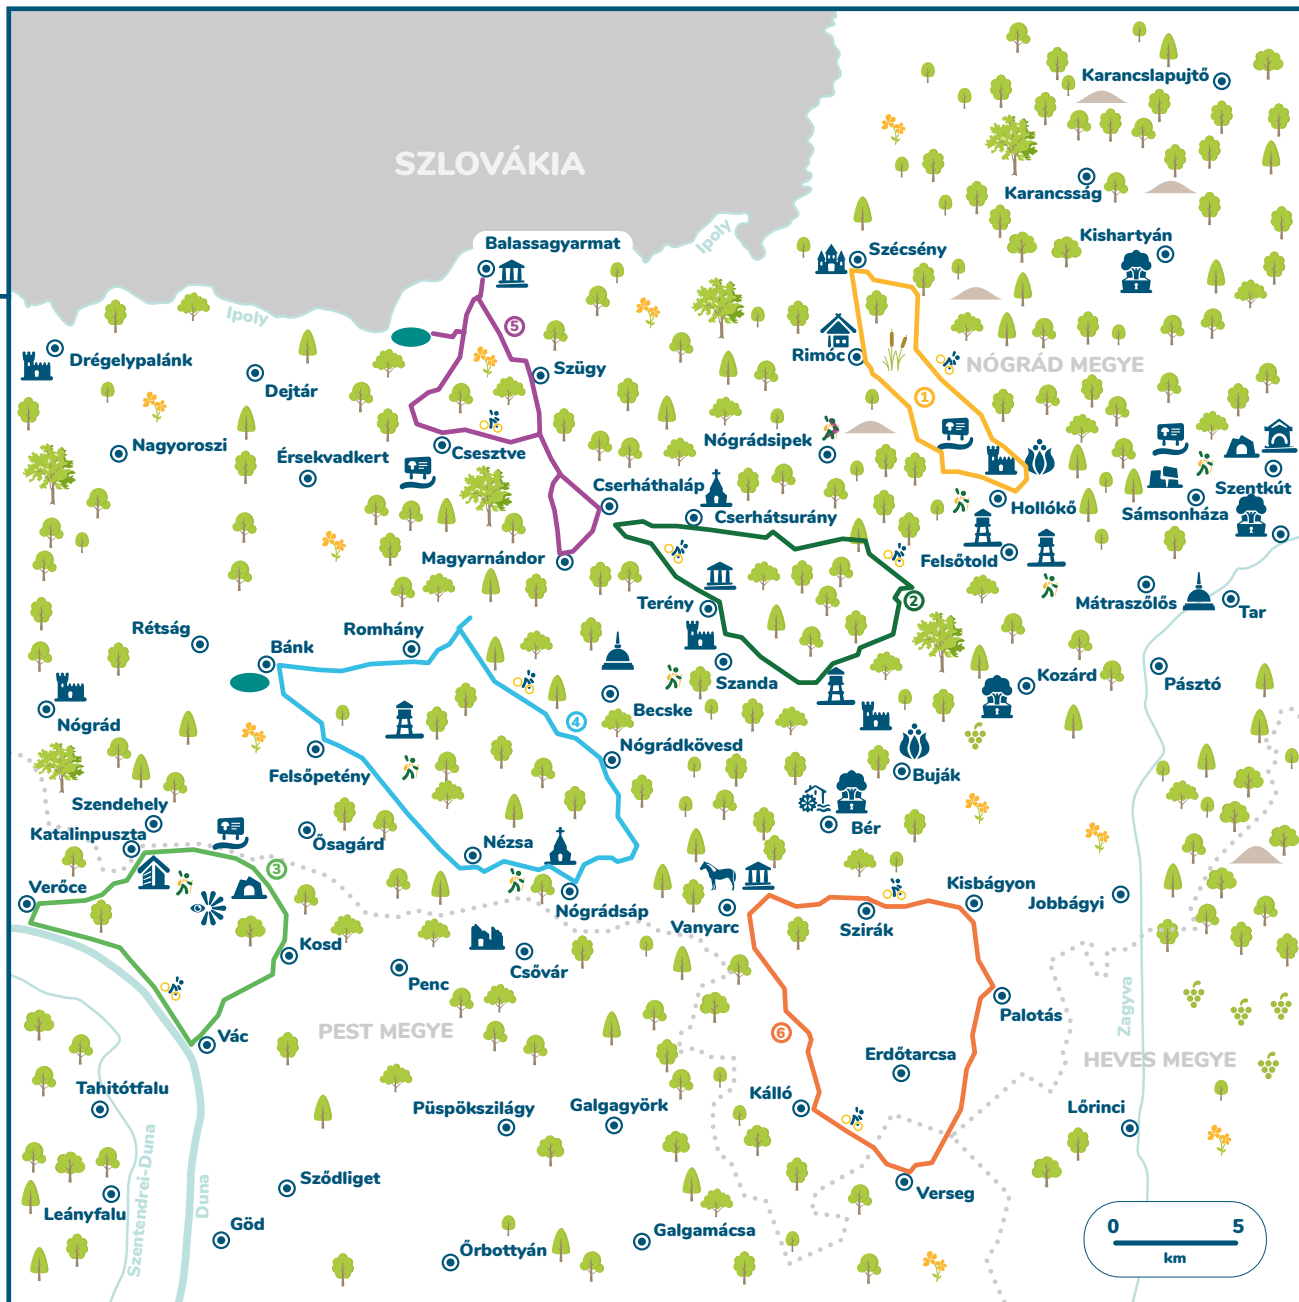 Karancslapujtő
SZLOVÁKIA
Karancsság
Ipoly
Kishartyán
Balassagyarmat
Szécsény
Ipoly
5
Drégelypalánk
Rimóc
NÓGRÁD MEGYE
Szügy
Dejtár
1
Nagyoroszi
Nógrádsipek
Csesztve
Érsekvadkert
Cserháthaláp
Szentkút
Hollókő
Sámsonháza
Cserhátsurány
Magyarnándor
Felsőtold
Terény
2
Mátraszőlős
Tar
Rétság
Romhány
Bánk
Szanda
Kozárd
Pásztó
Becske
Nógrád
4
Nógrádkövesd
Felsőpetény
Buják
Szendehely
Katalinpuszta
Ősagárd
Nézsa
Bér
3
Verőce
Kisbágyon
Jobbágyi
Nógrádsáp
Vanyarc
Szirák
Kosd
Csővár
Penc
Palotás
Zagyva
Vác
PEST MEGYE
6
Erdőtarcsa
HEVES MEGYE
Tahitótfalu
Kálló
Püspökszilágy
Galgagyörk
Lőrinci
Szentendrei-Duna
Duna
Sződliget
Verseg
Leányfalu
Göd
Galgamácsa
0 5
km
Őrbottyán